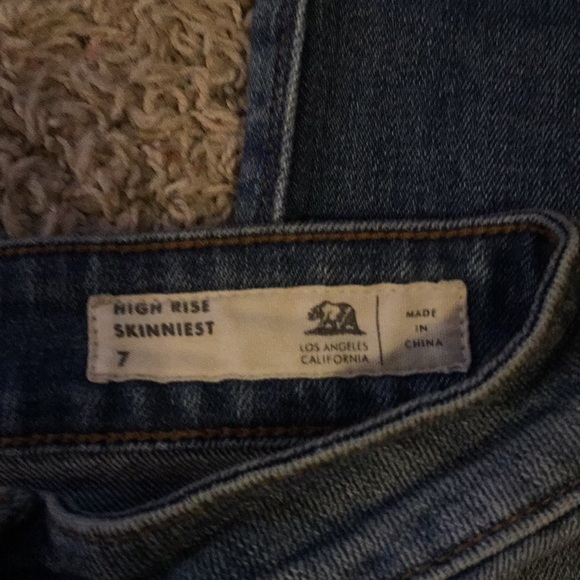 HIGH RISE
SKINNIEST
7
LOS ANGELES
CALIFORNIA
MADE
IN
CHINA